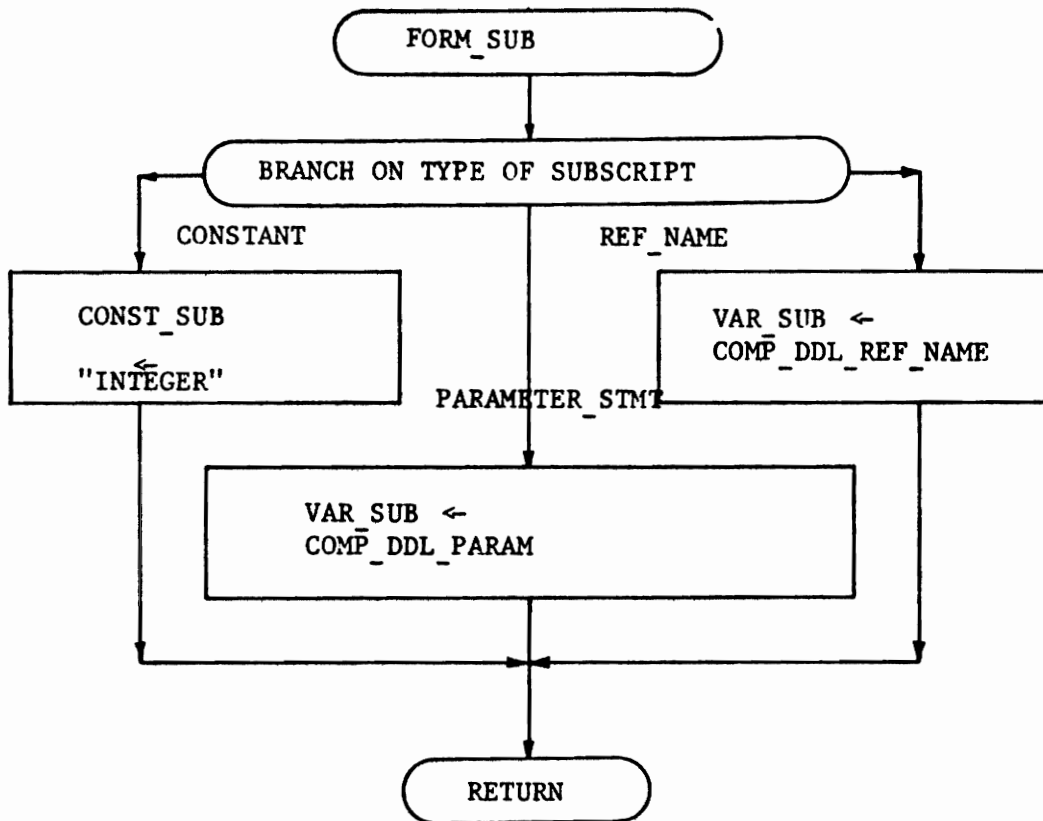 FORM_SUB
BRANCH ON TYPE OF SUBSCRIPT
CONSTANT
REF_NAME
CONST_SUB
←
"INTEGER"
VAR_SUB ←
COMP_DDL_REF_NAME
PARAMETER_STMT
VAR_SUB ←
COMP_DDL_PARAM
RETURN